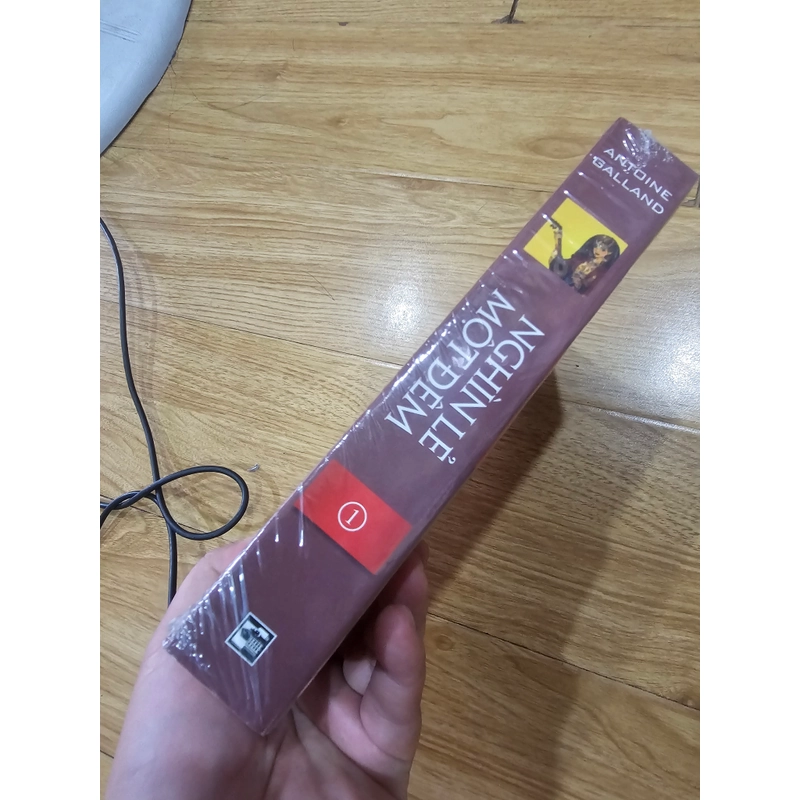 ANTOINE
GALLAND
NGHÌN LẺ
MỘT ĐÊM
1